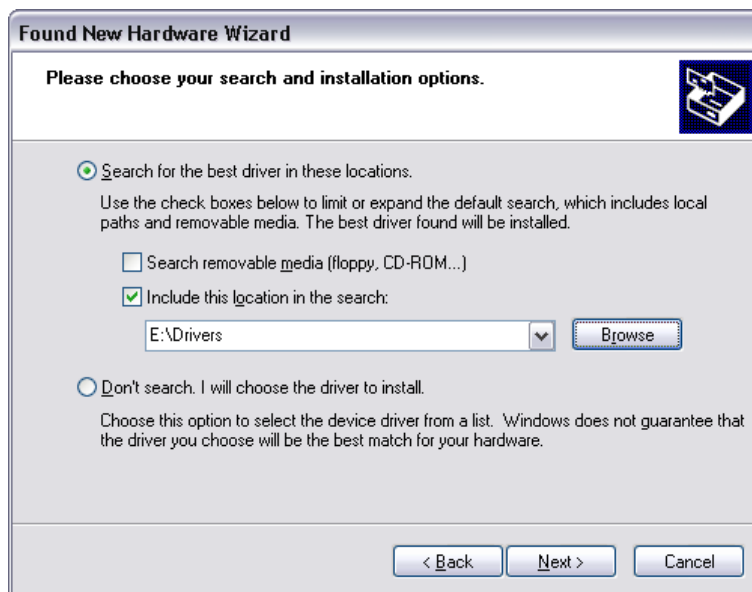 Found New Hardware Wizard
Please choose your search and installation options.
Search for the best driver in these locations.
Use the check boxes below to limit or expand the default search, which includes local
paths and removable media. The best driver found will be installed.
Search removable media (floppy, CD-ROM...)
Include this location in the search:
E:\Drivers
Browse
Don't search. I will choose the driver to install.
Choose this option to select the device driver from a list.  Windows does not guarantee that
the driver you choose will be the best match for your hardware.
< Back
Next >
Cancel